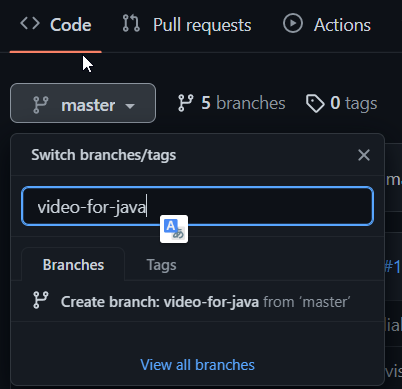 Code Pull requests Actions
master 5 branches 0 tags
Switch branches/tags
video-for-java
Branches Tags
#1
Create branch: video-for-java from ‘master’
View all branches